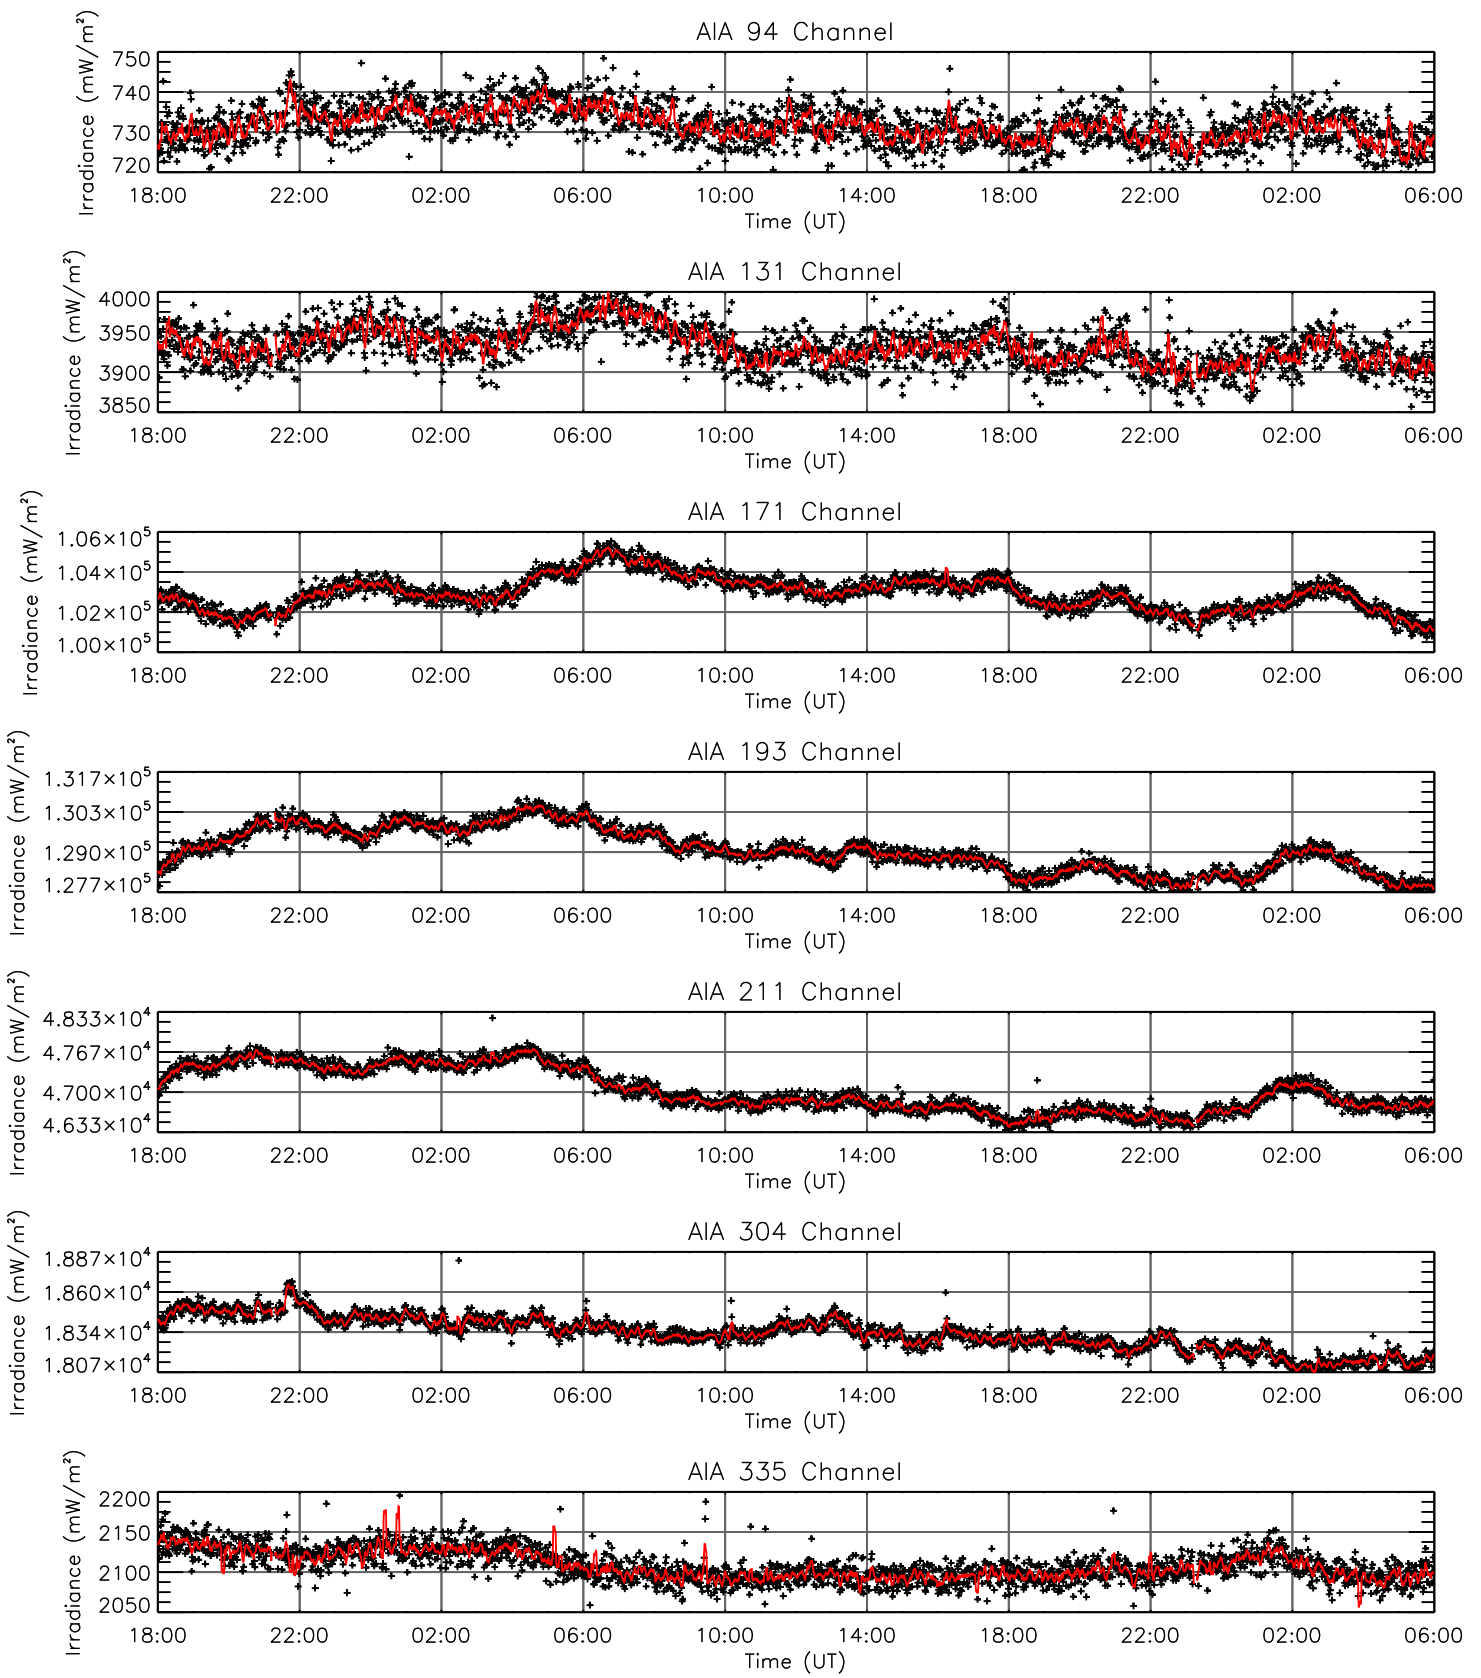 AIA 94 Channel
Irradiance (mW/m²)
750
740
730
720
18:00 22:00 02:00 06:00 10:00 14:00 18:00 22:00 02:00 06:00
Time (UT)
AIA 131 Channel
Irradiance (mW/m²)
4000
3950
3900
3850
18:00 22:00 02:00 06:00 10:00 14:00 18:00 22:00 02:00 06:00
Time (UT)
AIA 171 Channel
Irradiance (mW/m²)
1.06×10⁵
1.04×10⁵
1.02×10⁵
1.00×10⁵
18:00 22:00 02:00 06:00 10:00 14:00 18:00 22:00 02:00 06:00
Time (UT)
AIA 193 Channel
Irradiance (mW/m²)
1.317×10⁵
1.303×10⁵
1.290×10⁵
1.277×10⁵
18:00 22:00 02:00 06:00 10:00 14:00 18:00 22:00 02:00 06:00
Time (UT)
AIA 211 Channel
Irradiance (mW/m²)
4.833×10⁴
4.767×10⁴
4.700×10⁴
4.633×10⁴
18:00 22:00 02:00 06:00 10:00 14:00 18:00 22:00 02:00 06:00
Time (UT)
AIA 304 Channel
Irradiance (mW/m²)
1.887×10⁴
1.860×10⁴
1.834×10⁴
1.807×10⁴
18:00 22:00 02:00 06:00 10:00 14:00 18:00 22:00 02:00 06:00
Time (UT)
AIA 335 Channel
Irradiance (mW/m²)
2200
2150
2100
2050
18:00 22:00 02:00 06:00 10:00 14:00 18:00 22:00 02:00 06:00
Time (UT)